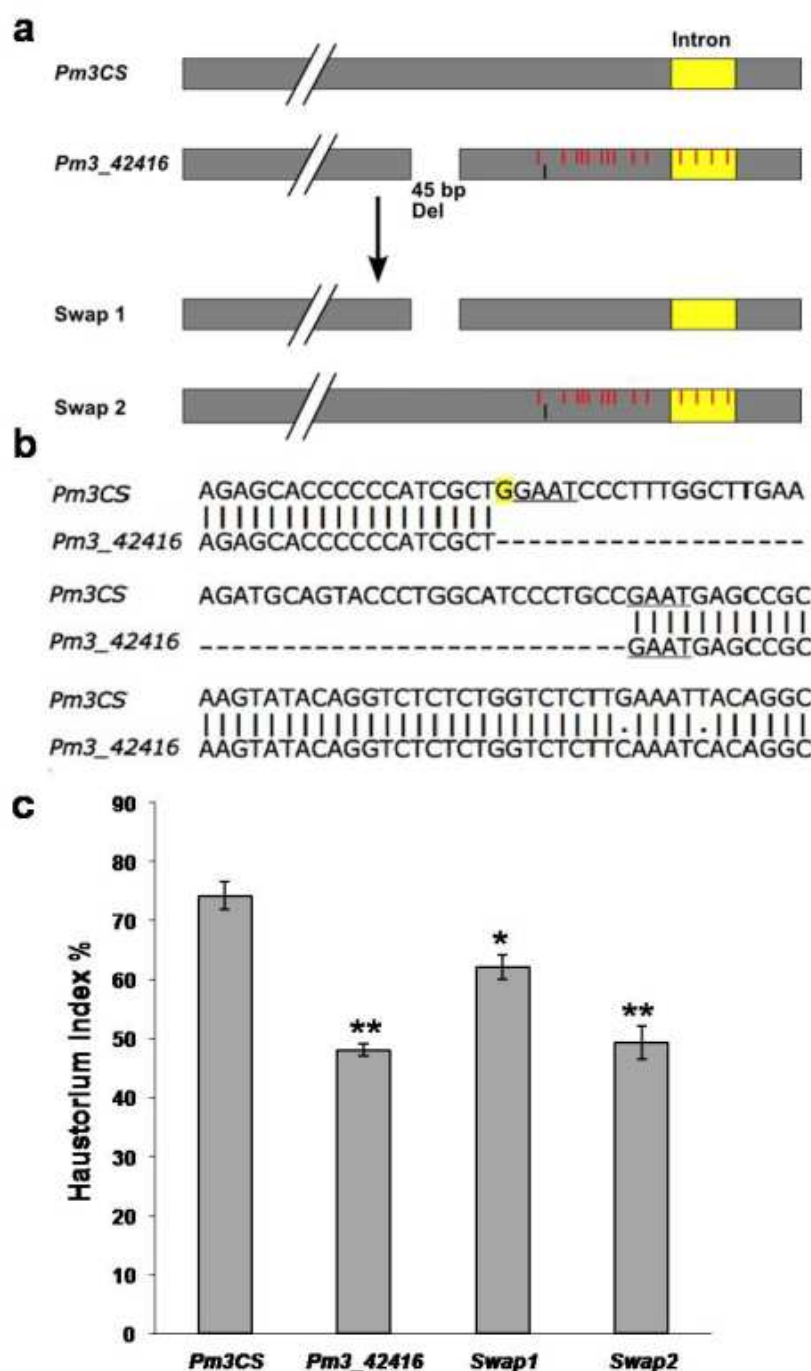 a
Intron
Pm3CS
Pm3_42416
45 bp
Del
Swap 1
Swap 2
b
Pm3CS AGAGCACCCCCCATCGCTGGAATCCCTTTGGCTTGAA
Pm3_42416 AGAGCACCCCCCATCGCT-------------------
Pm3CS AGATGCAGTACCCTGGCATCCCTGCCGAATGAGCCGC
Pm3_42416 --------------------------GAATGAGCCGC
Pm3CS AAGTATACAGGTCTCTCTGGTCTCTTGAAATTACAGGC
Pm3_42416 AAGTATACAGGTCTCTCTGGTCTCTTCAAATCACAGGC
c
90
80
70
60
50
40
30
20
10
0
Haustorium Index %
**
*
**
Pm3CS Pm3_42416 Swap1 Swap2